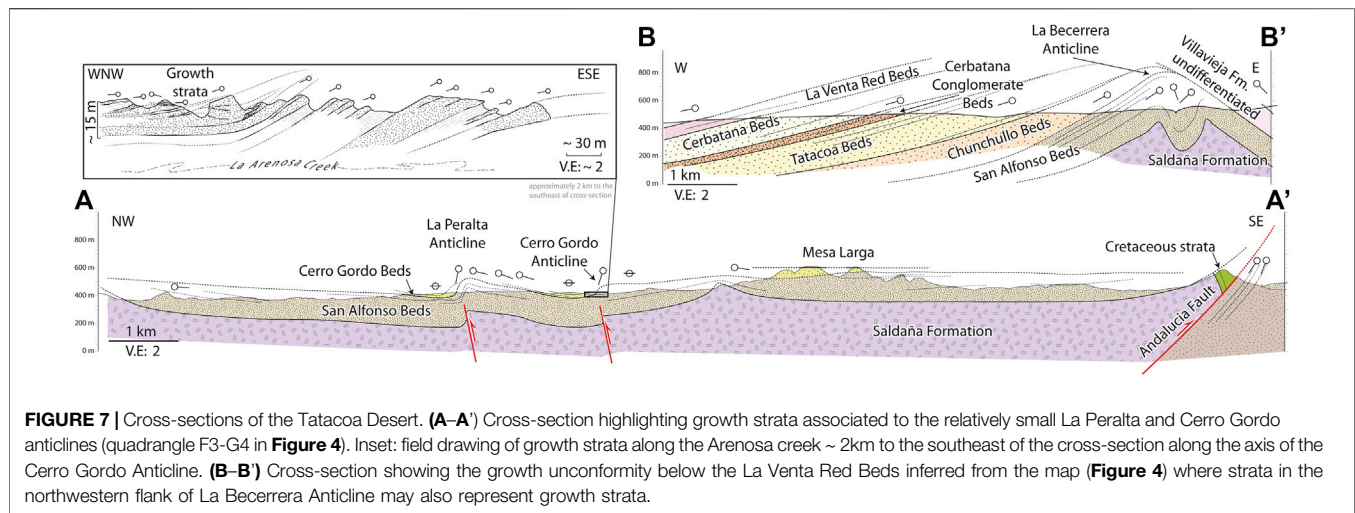 WNW
Growth
strata
ESE
~ 15 m
La Arenosa Creek
~ 30 m
V.E: ~ 2
approximately 2 km to the
southeast of cross-section
B
B’
W
La Becerrera
Anticline
Villavieja Fm.
undifferentiated
E
800 m
600 m
400 m
200 m
0 m
La Venta Red Beds
Cerbatana
Conglomerate
Beds
Cerbatana Beds
Tatacoa Beds
Chunchullo Beds
San Alfonso Beds
Saldaña Formation
1 km
V.E: 2
A
A’
NW
SE
800 m
600 m
400 m
200 m
0 m
La Peralta
Anticline
Cerro Gordo
Anticline
Cerro Gordo Beds
San Alfonso Beds
Mesa Larga
Cretaceous strata
Saldaña Formation
Andalucia Fault
1 km
V.E: 2
FIGURE 7 | Cross-sections of the Tatacoa Desert. (A–A’) Cross-section highlighting growth strata associated to the relatively small La Peralta and Cerro Gordo
anticlines (quadrangle F3-G4 in Figure 4). Inset: field drawing of growth strata along the Arenosa creek ~ 2km to the southeast of the cross-section along the axis of the
Cerro Gordo Anticline. (B–B’) Cross-section showing the growth unconformity below the La Venta Red Beds inferred from the map (Figure 4) where strata in the
northwestern flank of La Becerrera Anticline may also represent growth strata.